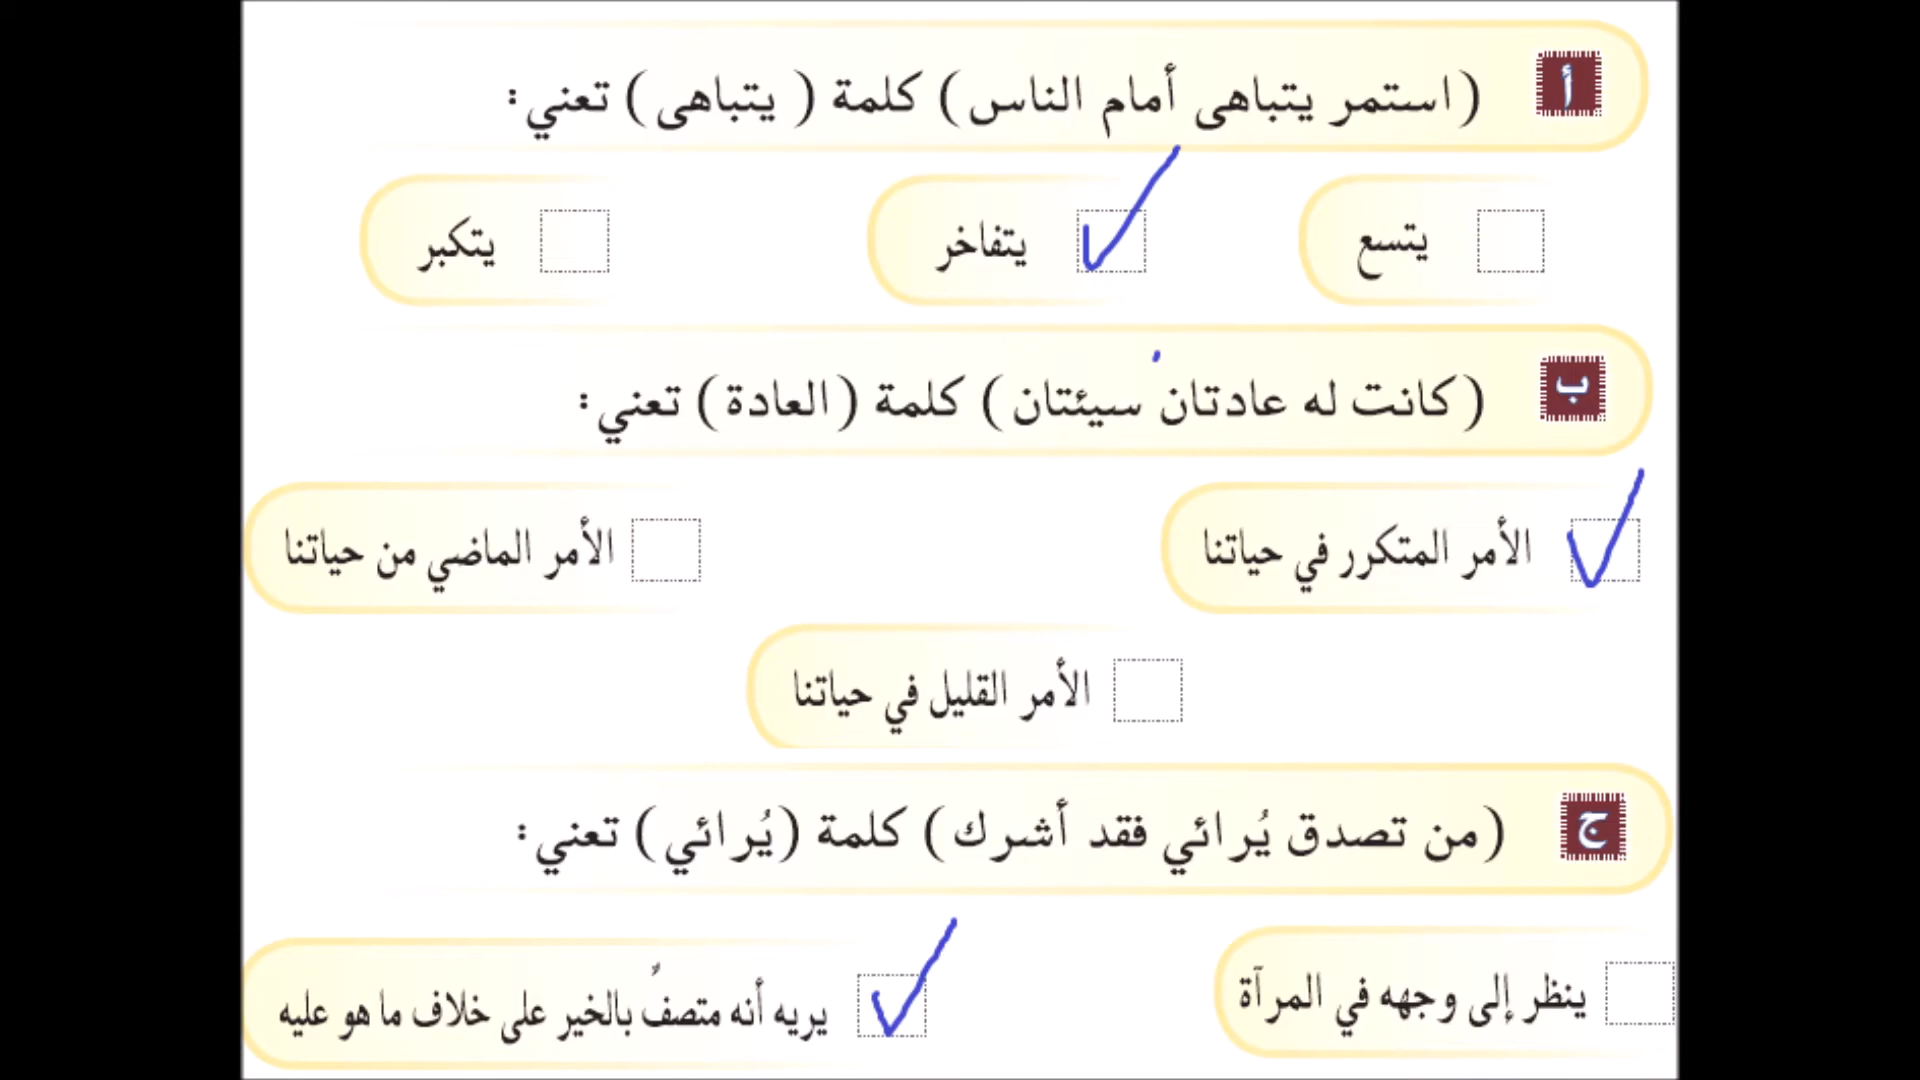 أ (استمر يتباهى أمام الناس) كلمة (يتباهى) تعني:
يتسع يتفاخر يتكبر
ب (كانت له عادتان سيئتان) كلمة (العادة) تعني:
الأمر المتكرر في حياتنا الأمر الماضي من حياتنا
الأمر القليل في حياتنا
ج (من تصدق يُرائي فقد أشرك) كلمة (يُرائي) تعني:
ينظر إلى وجهه في المرآة يريه أنه متصفٌ بالخير على خلاف ما هو عليه